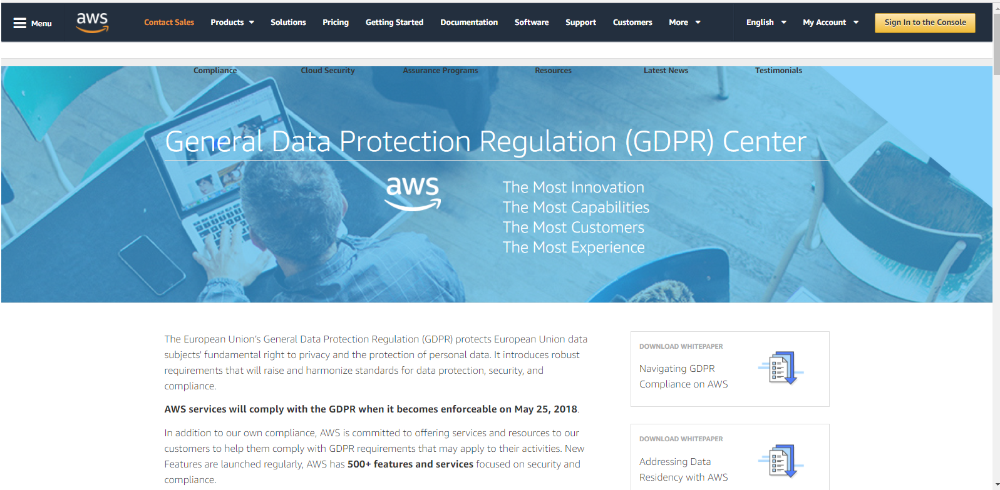 Menu
aws
Contact Sales
Products
Solutions
Pricing
Getting Started
Documentation
Software
Support
Customers
More
English
My Account
Sign In to the Console
Compliance
Cloud Security
Assurance Programs
Resources
Latest News
Testimonials
General Data Protection Regulation (GDPR) Center
aws
The Most Innovation
The Most Capabilities
The Most Customers
The Most Experience
The European Union's General Data Protection Regulation (GDPR) protects European Union data
subjects' fundamental right to privacy and the protection of personal data. It introduces robust
requirements that will raise and harmonize standards for data protection, security, and
compliance.
AWS services will comply with the GDPR when it becomes enforceable on May 25, 2018.
In addition to our own compliance, AWS is committed to offering services and resources to our
customers to help them comply with GDPR requirements that may apply to their activities. New
Features are launched regularly, AWS has 500+ features and services focused on security and
compliance.
DOWNLOAD WHITEPAPER
Navigating GDPR
Compliance on AWS
DOWNLOAD WHITEPAPER
Addressing Data
Residency with AWS